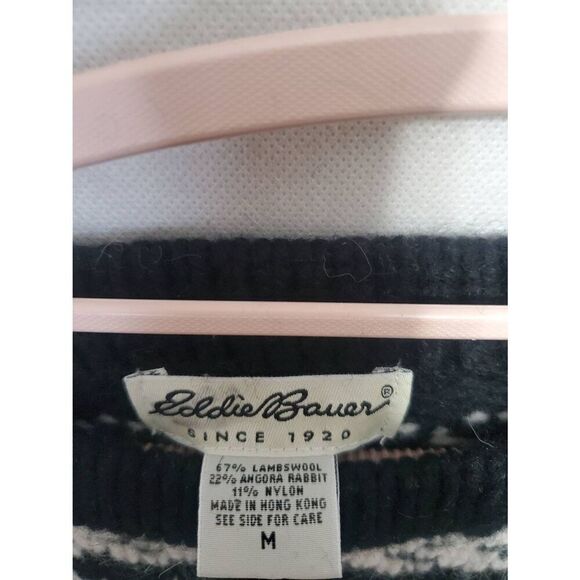 Eddie Bauer®
SINCE 1920
67% LAMBSWOOL
22% ANGORA RABBIT
11% NYLON
MADE IN HONG KONG
SEE SIDE FOR CARE
M